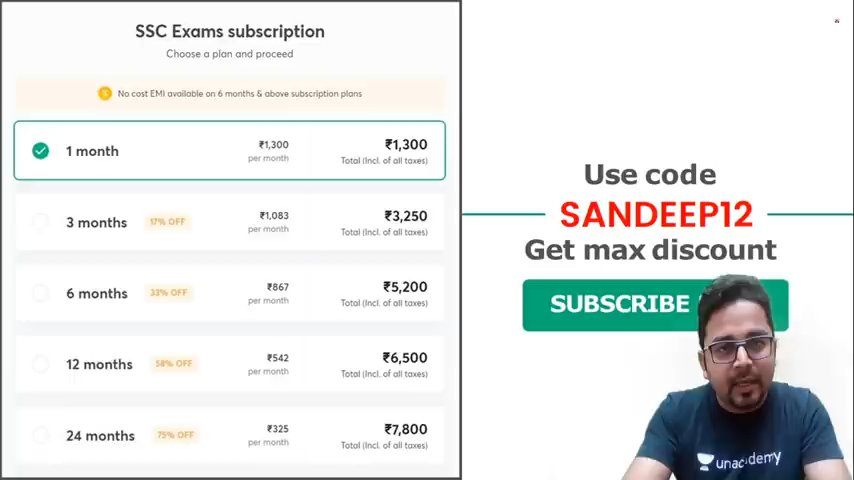 SSC Exams subscription
Choose a plan and proceed
No cost EMI available on 6 months & above subscription plans
1 month ₹1,300 per month ₹1,300 Total (Incl. of all taxes)
3 months 17% OFF ₹1,083 per month ₹3,250 Total (Incl. of all taxes)
6 months 33% OFF ₹867 per month ₹5,200 Total (Incl. of all taxes)
12 months 58% OFF ₹542 per month ₹6,500 Total (Incl. of all taxes)
24 months 75% OFF ₹325 per month ₹7,800 Total (Incl. of all taxes)
Use code
SANDEEP12
Get max discount
SUBSCRIBE
unacademy